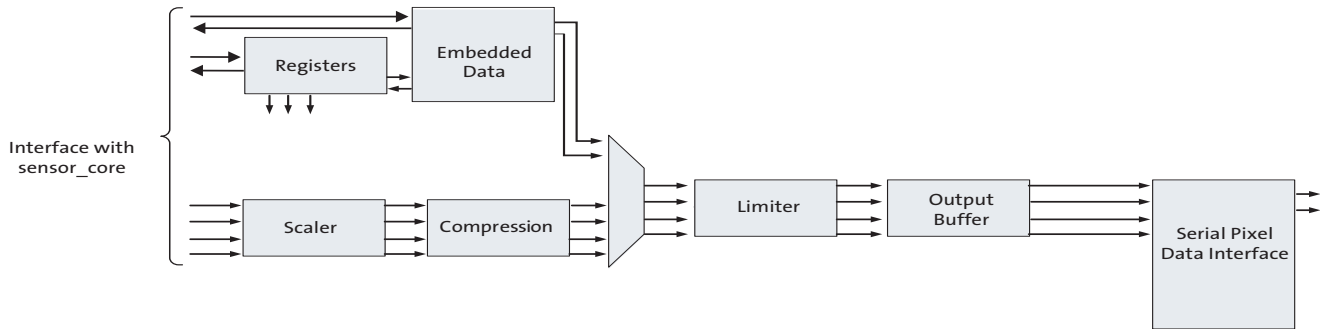 Embedded
Data
Registers
Interface with
sensor_core
Scaler
Compression
Limiter
Output
Buffer
Serial Pixel
Data Interface